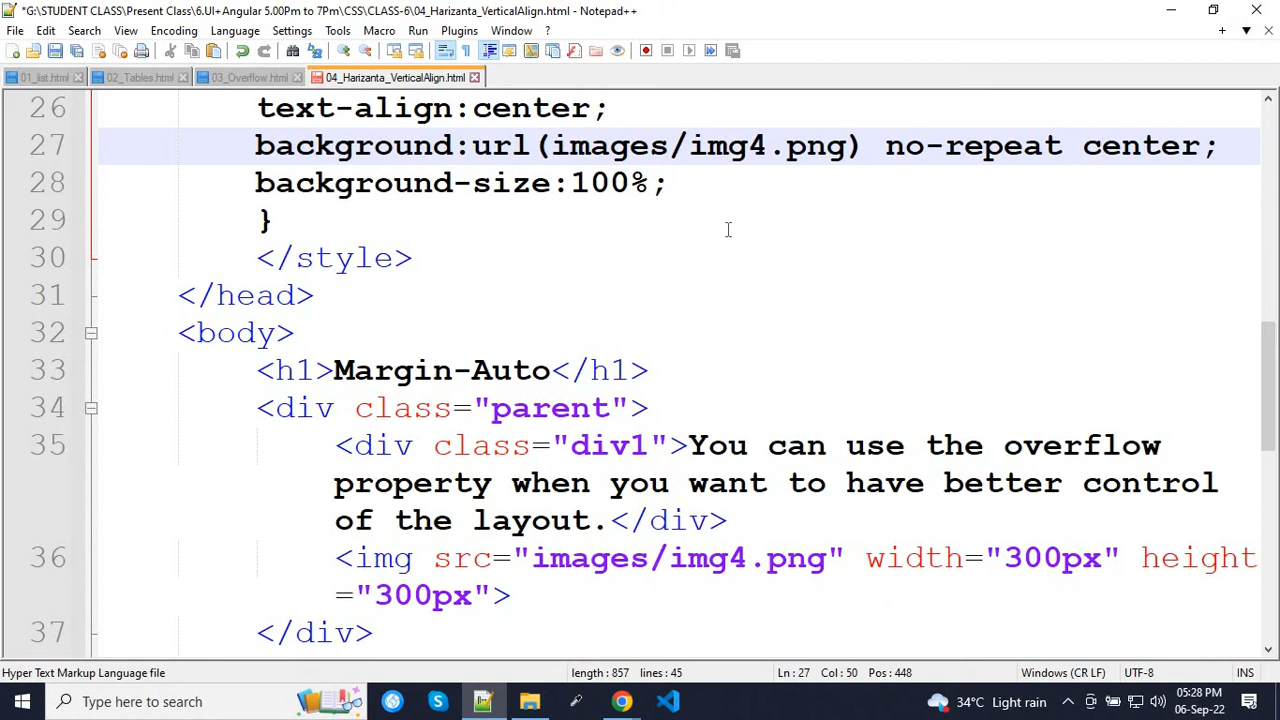 *G:\STUDENT CLASS\Present Class\6.UI+Angular 5.00Pm to 7Pm\CSS\CLASS-6\04_Harizanta_VerticalAlign.html - Notepad++
File Edit Search View Encoding Language Settings Tools Macro Run Plugins Window ?
01_list.html 02_Tables.html 03_Overflow.html 04_Harizanta_VerticalAlign.html
26 text-align:center;
27 background:url(images/img4.png) no-repeat center;
28 background-size:100%;
29 }
30 </style>
31 </head>
32 <body>
33 <h1>Margin-Auto</h1>
34 <div class="parent">
35 <div class="div1">You can use the overflow
property when you want to have better control
of the layout.</div>
36 <img src="images/img4.png" width="300px" height
="300px">
37 </div>
Hyper Text Markup Language file length : 857 lines : 45 Ln : 27 Col : 50 Pos : 448 Windows (CR LF) UTF-8 INS
Type here to search 34°C Light rain 05:28 PM
06-Sep-22